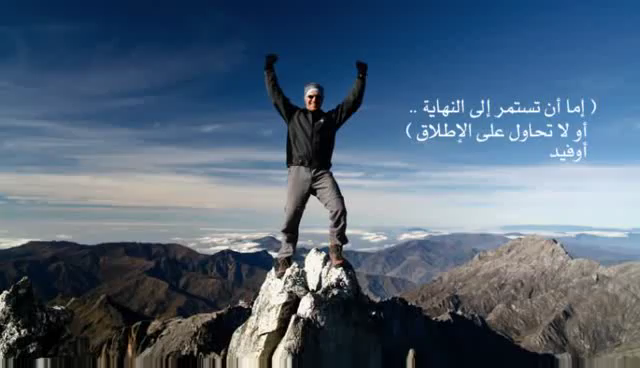 ( إما أن تستمر إلى النهاية ..
أو لا تحاول على الإطلاق )
أوفيد